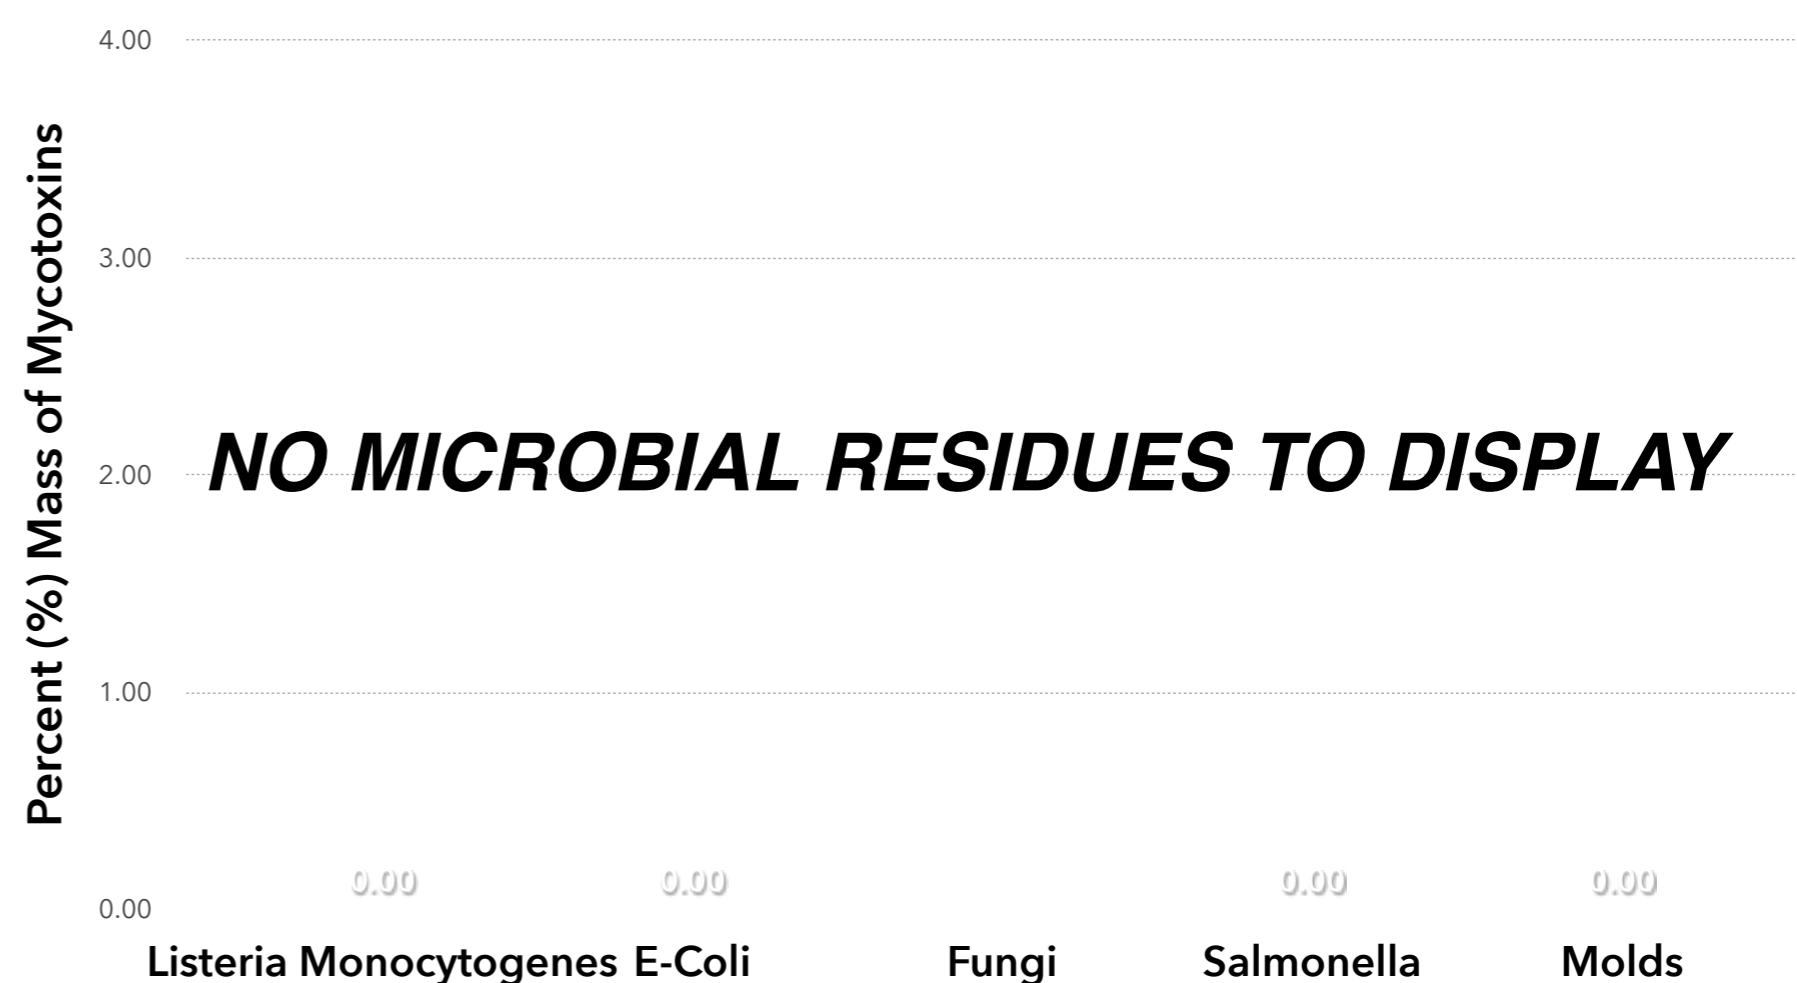 4.00
Percent (%) Mass of Mycotoxins
3.00
NO MICROBIAL RESIDUES TO DISPLAY
2.00
1.00
0.00 0.00 0.00 0.00
0.00
Listeria Monocytogenes E-Coli Fungi Salmonella Molds